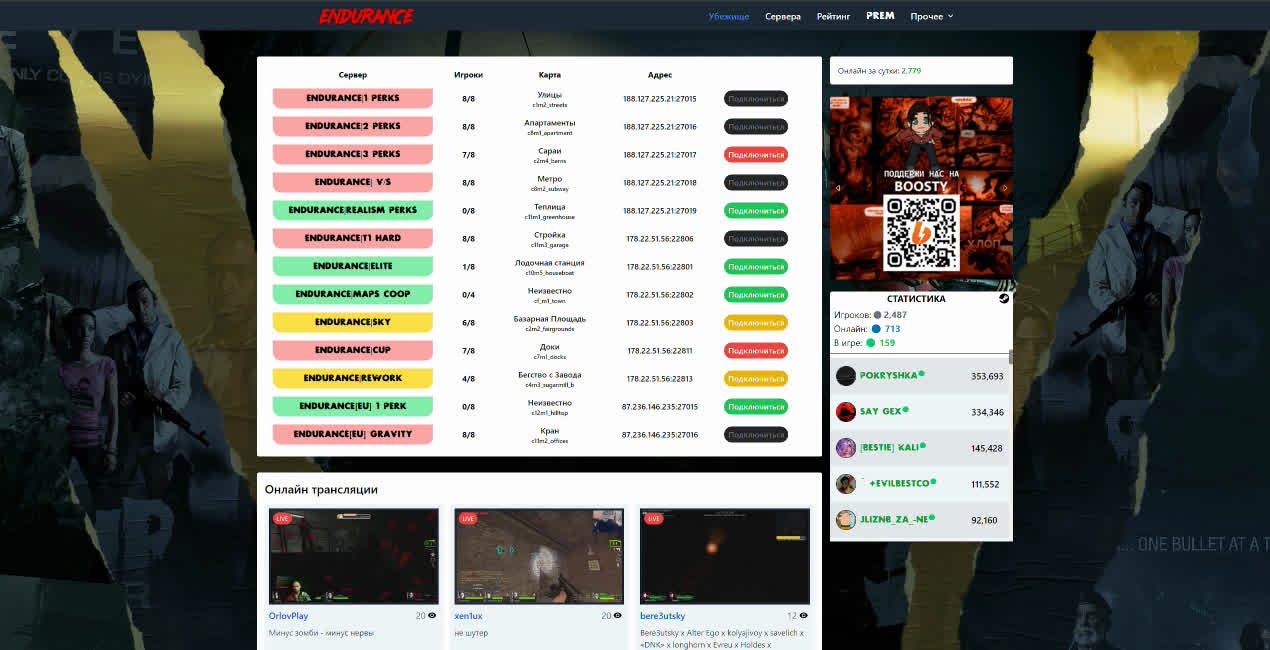 ENDURANCE
Убежище Сервера Рейтинг PREM Прочее
Сервер Игроки Карта Адрес
ENDURANCE|1 PERKS 8/8 Улицы 188.127.225.21:27015 Подключиться
c1m2_streets
ENDURANCE|2 PERKS 8/8 Апартаменты 188.127.225.21:27016 Подключиться
c8m1_apartment
ENDURANCE|3 PERKS 7/8 Сараи 188.127.225.21:27017 Подключиться
c2m4_barns
ENDURANCE| V/S 8/8 Метро 188.127.225.21:27018 Подключиться
c8m2_subway
ENDURANCE|REALISM PERKS 0/8 Теплица 188.127.225.21:27019 Подключиться
c11m1_greenhouse
ENDURANCE|T1 HARD 8/8 Стройка 178.22.51.56:22806 Подключиться
c11m3_garage
ENDURANCE|ELITE 1/8 Лодочная станция 178.22.51.56:22801 Подключиться
c10m5_houseboat
ENDURANCE|MAPS COOP 0/4 Неизвестно 178.22.51.56:22802 Подключиться
cf_m1_town
ENDURANCE|SKY 6/8 Базарная Площадь 178.22.51.56:22803 Подключиться
c2m2_fairgrounds
ENDURANCE|CUP 7/8 Доки 178.22.51.56:22811 Подключиться
c7m1_docks
ENDURANCE|REWORK 4/8 Бегство с Завода 178.22.51.56:22813 Подключиться
c4m3_sugarmill_b
ENDURANCE|EU| 1 PERK 0/8 Неизвестно 87.236.146.235:27015 Подключиться
c12m1_hilltop
ENDURANCE|EU| GRAVITY 8/8 Кран 87.236.146.235:27016 Подключиться
c11m2_offices
Онлайн за сутки: 2,779
ПОДДЕРЖИ НАС НА
BOOSTY
ХЛОП
СТАТИСТИКА
Игроков: 2,487
Онлайн: 713
В игре: 159
POKRYSHKA 353,693
SAY GEX 334,346
[BESTIE] KALI 145,428
+EVILBESTCO 111,552
JLIZNB_ZA_-NE 92,160
Онлайн трансляции
LIVE
LIVE
LIVE
OrlovPlay 20
Минус зомби - минус нервы
xen1ux 20
не шутер
bere3utsky 12
Bere3utsky x Alter Ego x kolyajivoy x savelich x
«DNK» x longhorn x Evreu x Holdes x
... ONE BULLET AT A T